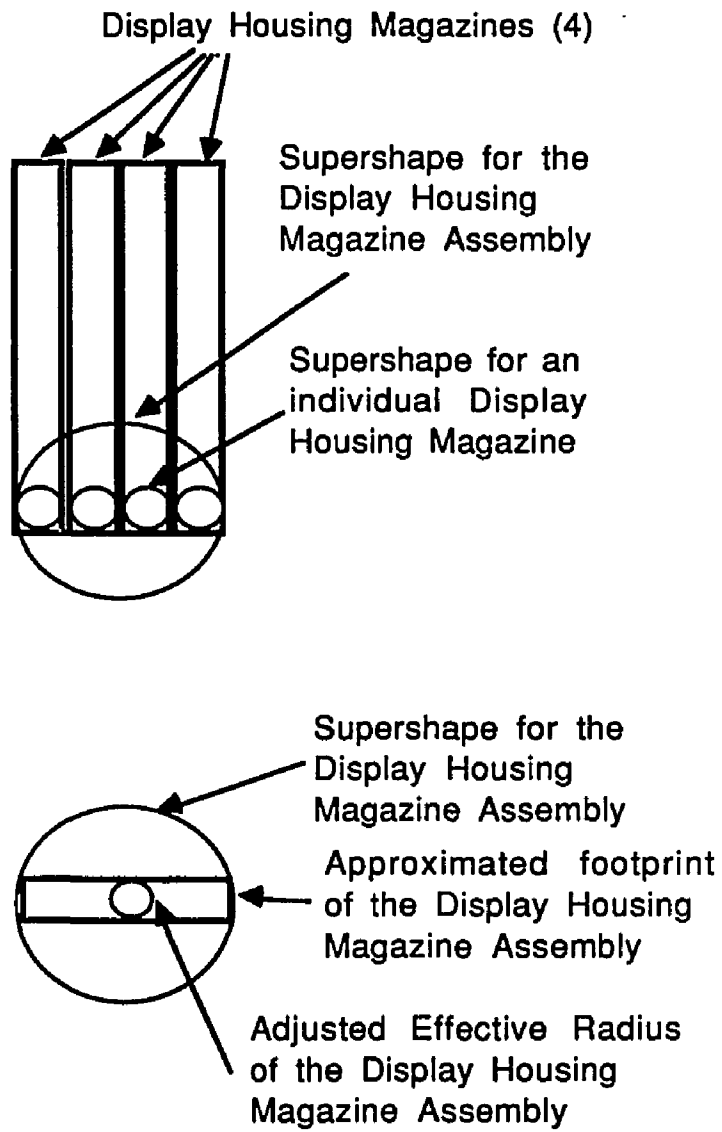 Display Housing Magazines (4)
Supershape for the
Display Housing
Magazine Assembly
Supershape for an
individual Display
Housing Magazine
Supershape for the
Display Housing
Magazine Assembly
Approximated footprint
of the Display Housing
Magazine Assembly
Adjusted Effective Radius
of the Display Housing
Magazine Assembly